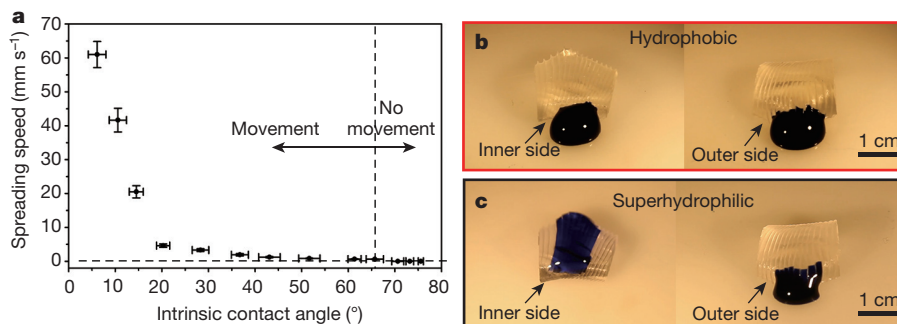 a
70
60
50
40
30
20
10
0
Spreading speed (mm s⁻¹)
Movement
No
movement
0 10 20 30 40 50 60 70 80
Intrinsic contact angle (°)
b
Hydrophobic
Inner side
Outer side
1 cm
c
Superhydrophilic
Inner side
Outer side
1 cm